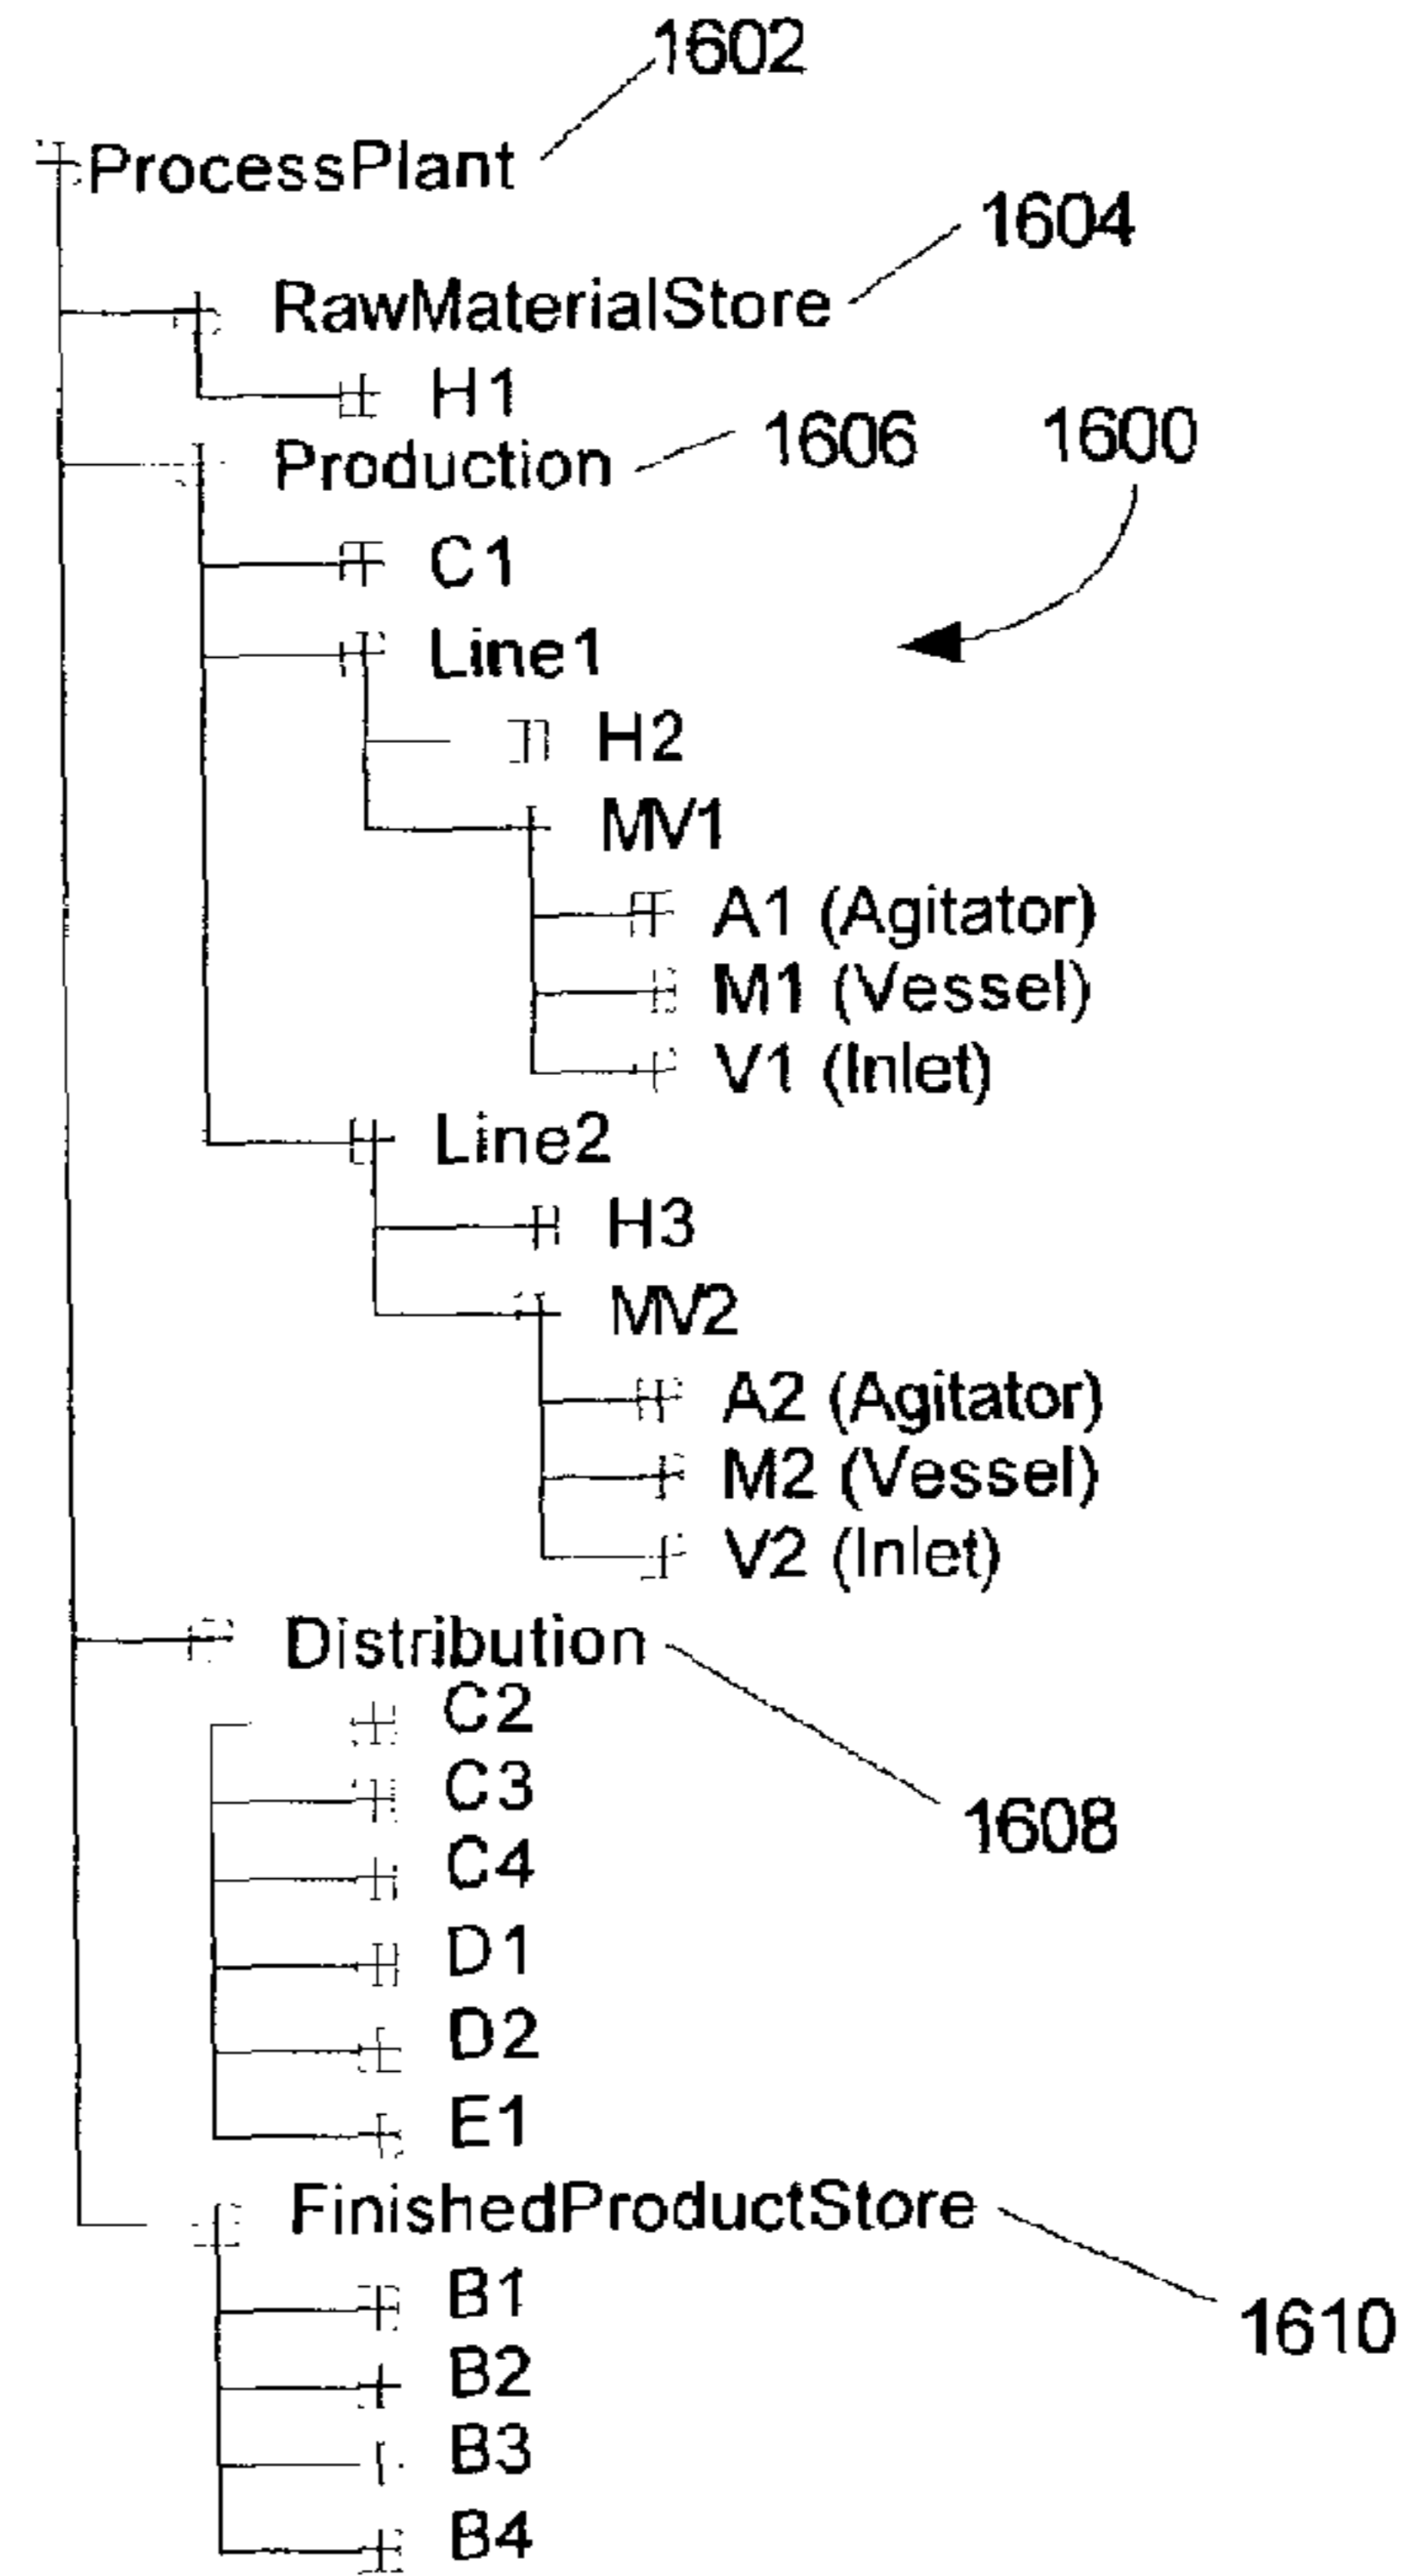 1602
ProcessPlant
1604
RawMaterialStore
H1
1606
1600
Production
C1
Line1
H2
MV1
A1 (Agitator)
M1 (Vessel)
V1 (Inlet)
Line2
H3
MV2
A2 (Agitator)
M2 (Vessel)
V2 (Inlet)
Distribution
C2
C3
1608
C4
D1
D2
E1
FinishedProductStore
B1
1610
B2
B3
B4